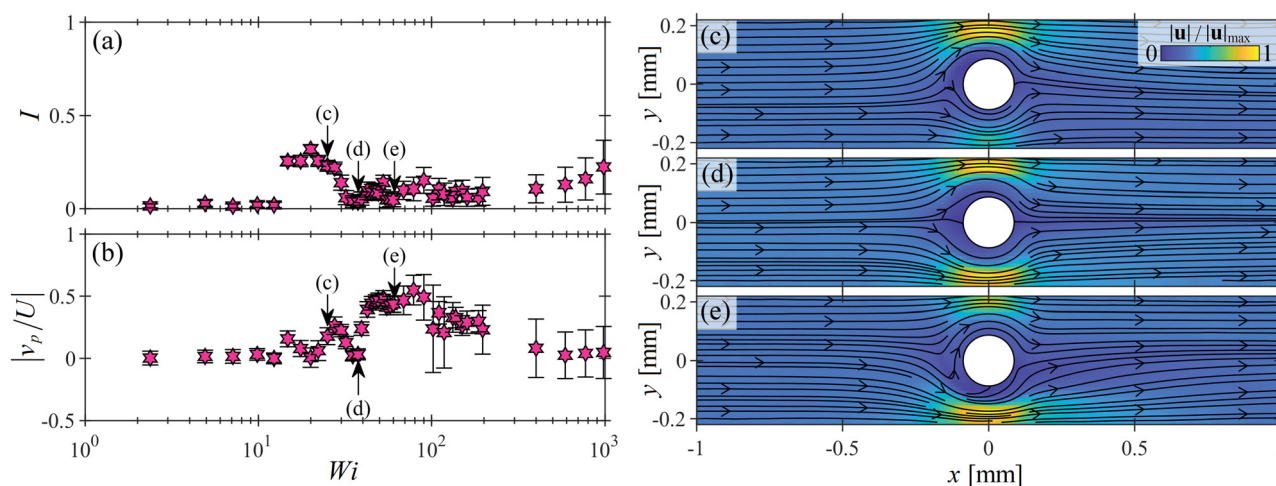 (a)
1
0.5
0
I
(c)
(d)
(e)
(b)
1
0.5
0
-0.5
|v_p/U|
(c)
(d)
(e)
10^0
10^1
10^2
10^3
Wi
(c)
0.2
0
-0.2
y [mm]
|u| / |u|_max
0
1
(d)
0.2
0
-0.2
y [mm]
(e)
0.2
0
-0.2
y [mm]
-1
-0.5
0
0.5
x [mm]